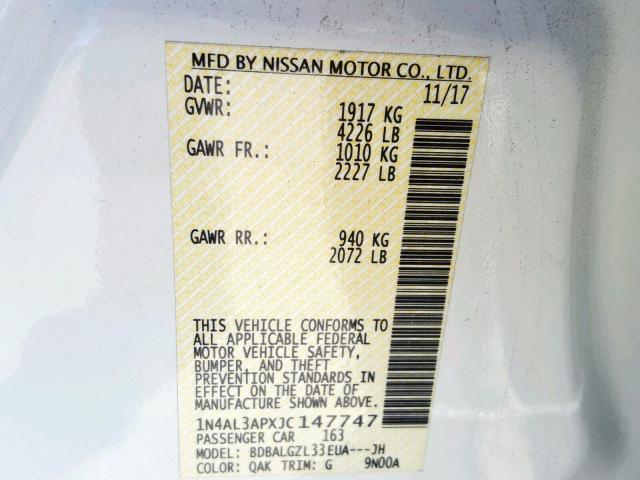 MFD BY NISSAN MOTOR CO., LTD.
DATE: 11/17
GVWR: 1917 KG
4226 LB
GAWR FR.: 1010 KG
2227 LB
GAWR RR.: 940 KG
2072 LB
THIS VEHICLE CONFORMS TO
ALL APPLICABLE FEDERAL
MOTOR VEHICLE SAFETY,
BUMPER, AND THEFT
PREVENTION STANDARDS IN
EFFECT ON THE DATE OF
MANUFACTURE SHOWN ABOVE.
1N4AL3APXJC147747
PASSENGER CAR 163
MODEL: BDBALGZL33EUA---JH
COLOR: QAK TRIM: G 9N00A